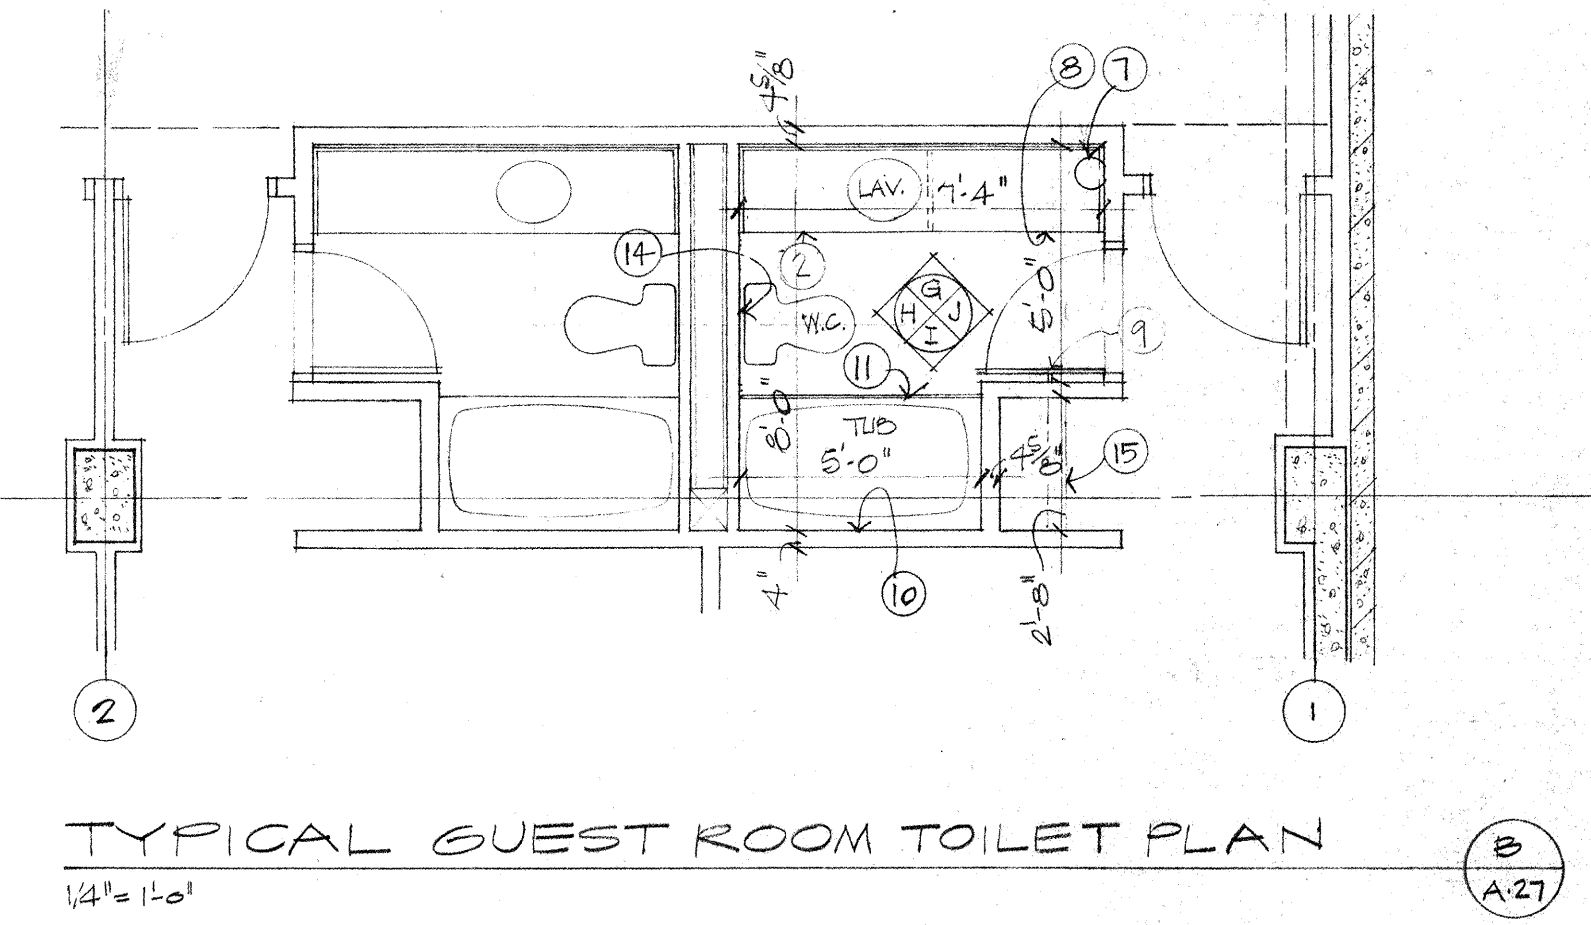 4 5/8"
8
7
LAV.
7'-4"
14
2
G
H
J
I
W.C.
5'-0"
9
11
8'-0"
TUB
5'-0"
4 5/8"
15
4"
10
2'-8"
2
1
TYPICAL GUEST ROOM TOILET PLAN
B
1/4"= 1'-0"
A.27